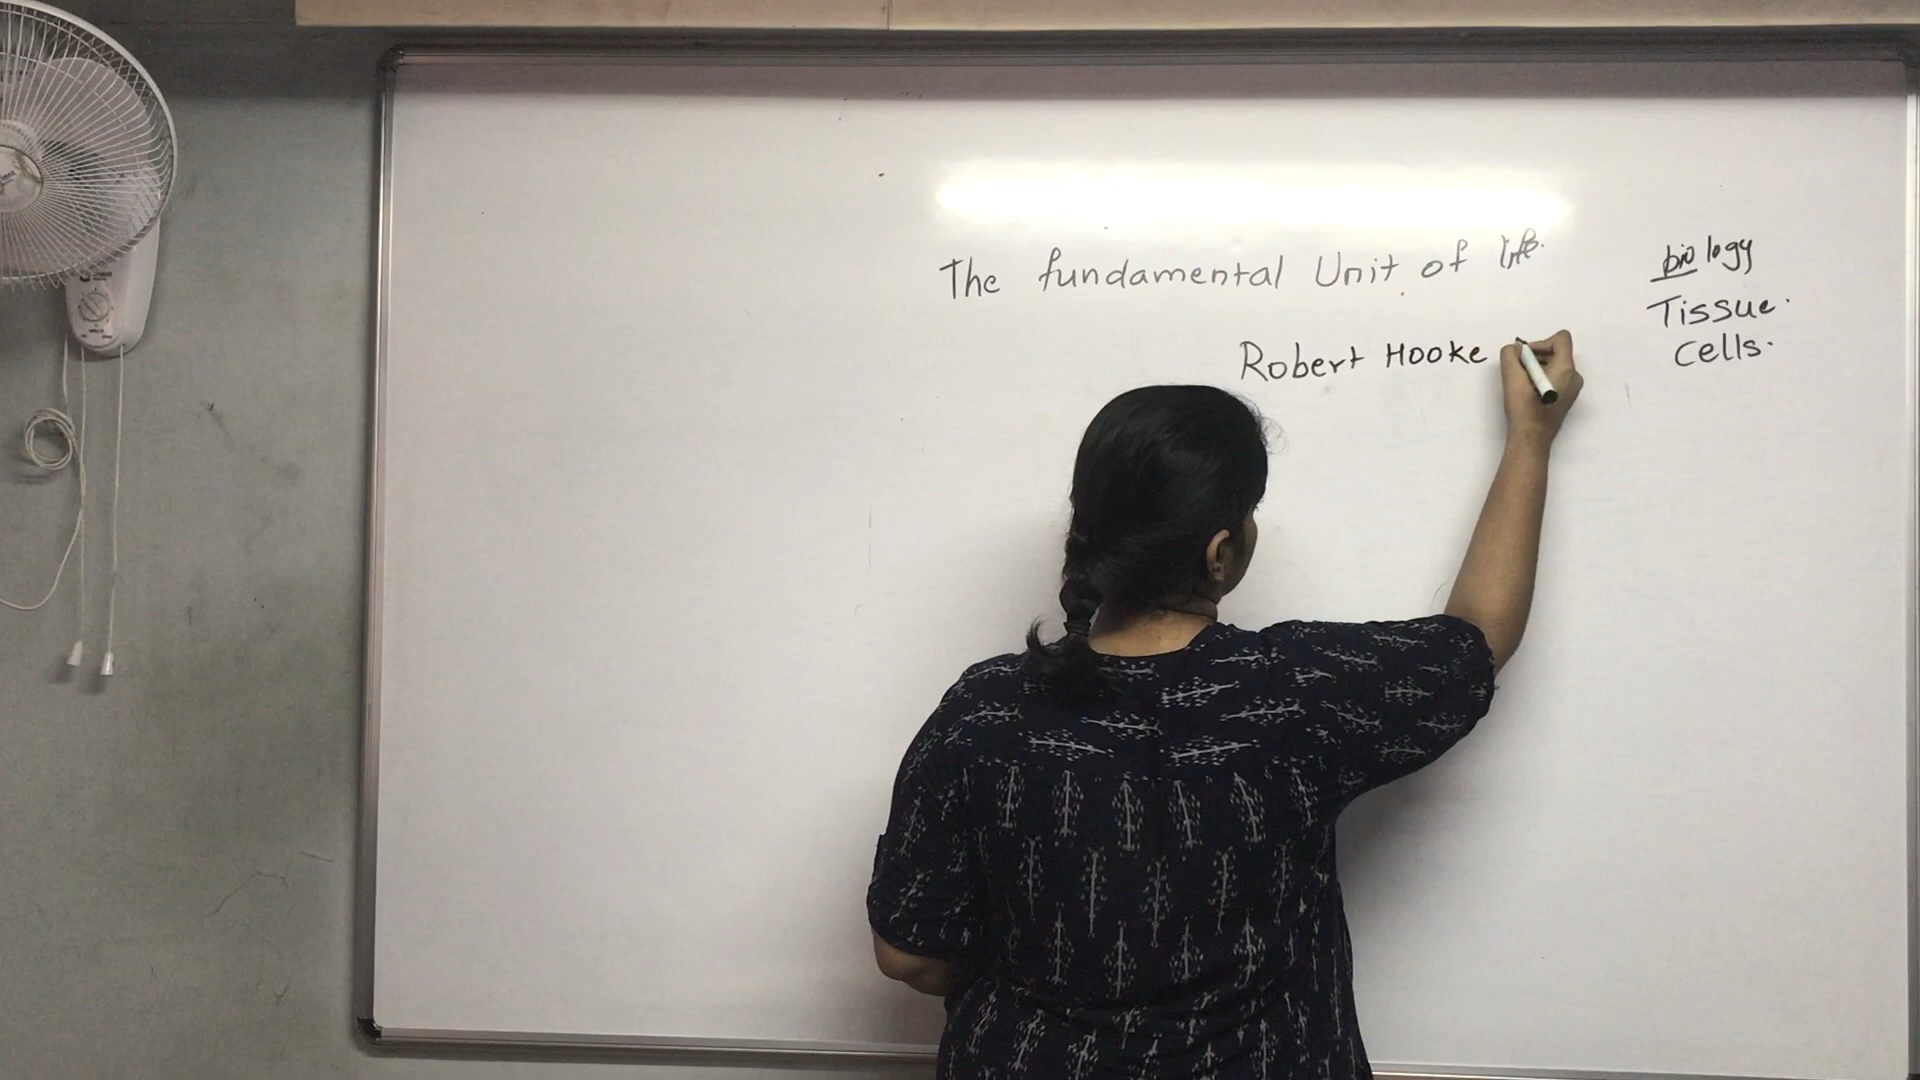 The fundamental Unit of life.
Robert Hooke
biology
Tissue.
cells.